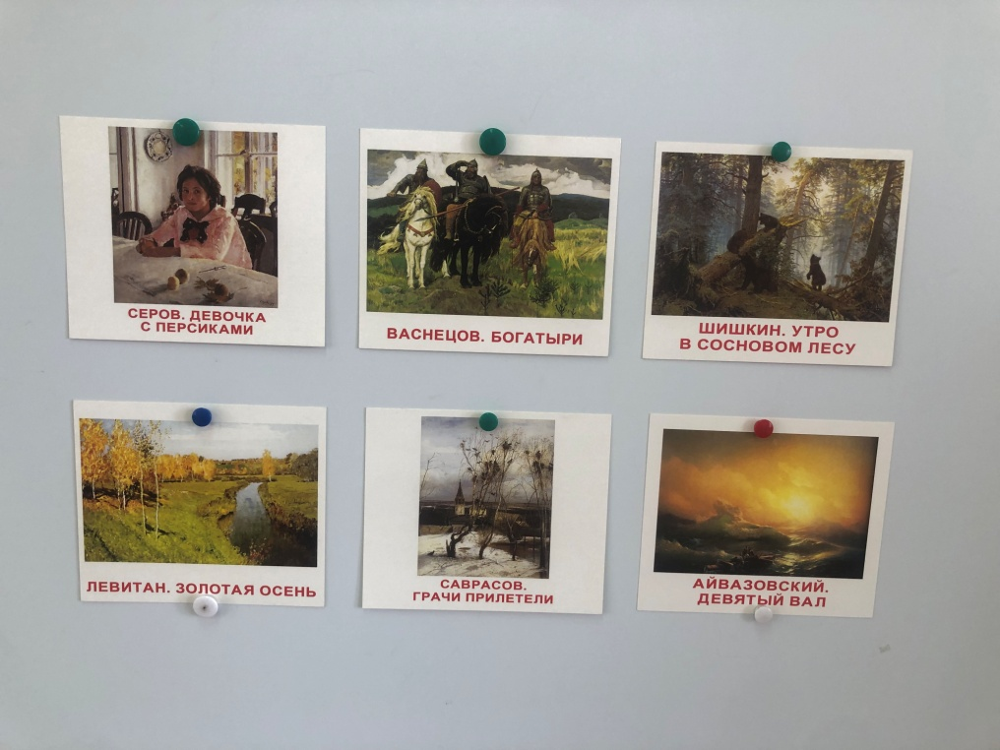 СЕРОВ. ДЕВОЧКА
С ПЕРСИКАМИ
ВАСНЕЦОВ. БОГАТЫРИ
ШИШКИН. УТРО
В СОСНОВОМ ЛЕСУ
ЛЕВИТАН. ЗОЛОТАЯ ОСЕНЬ
САВРАСОВ.
ГРАЧИ ПРИЛЕТЕЛИ
АЙВАЗОВСКИЙ.
ДЕВЯТЫЙ ВАЛ